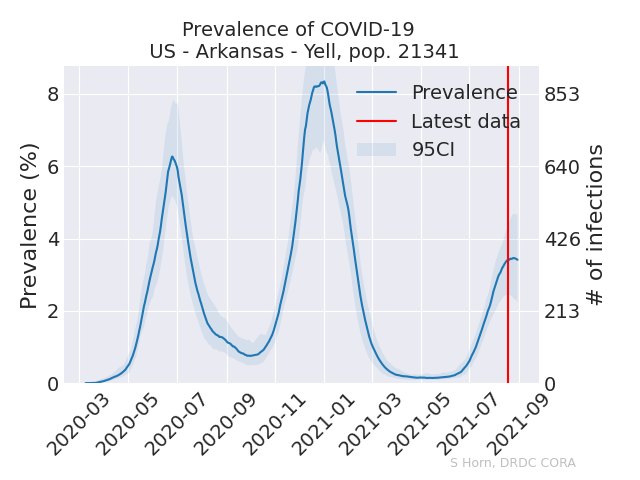 Prevalence of COVID-19
US - Arkansas - Yell, pop. 21341
Prevalence (%)
8
6
4
2
0
Prevalence
Latest data
95CI
853
640
426
213
0
# of infections
2020-03
2020-05
2020-07
2020-09
2020-11
2021-01
2021-03
2021-05
2021-07
2021-09
S Horn, DRDC CORA